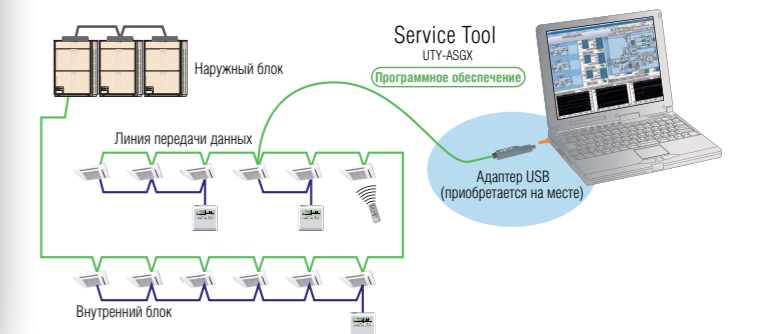 Service Tool
UTY-ASGX
Программное обеспечение
Наружный блок
Линия передачи данных
Адаптер USB
(приобретается на месте)
Внутренний блок